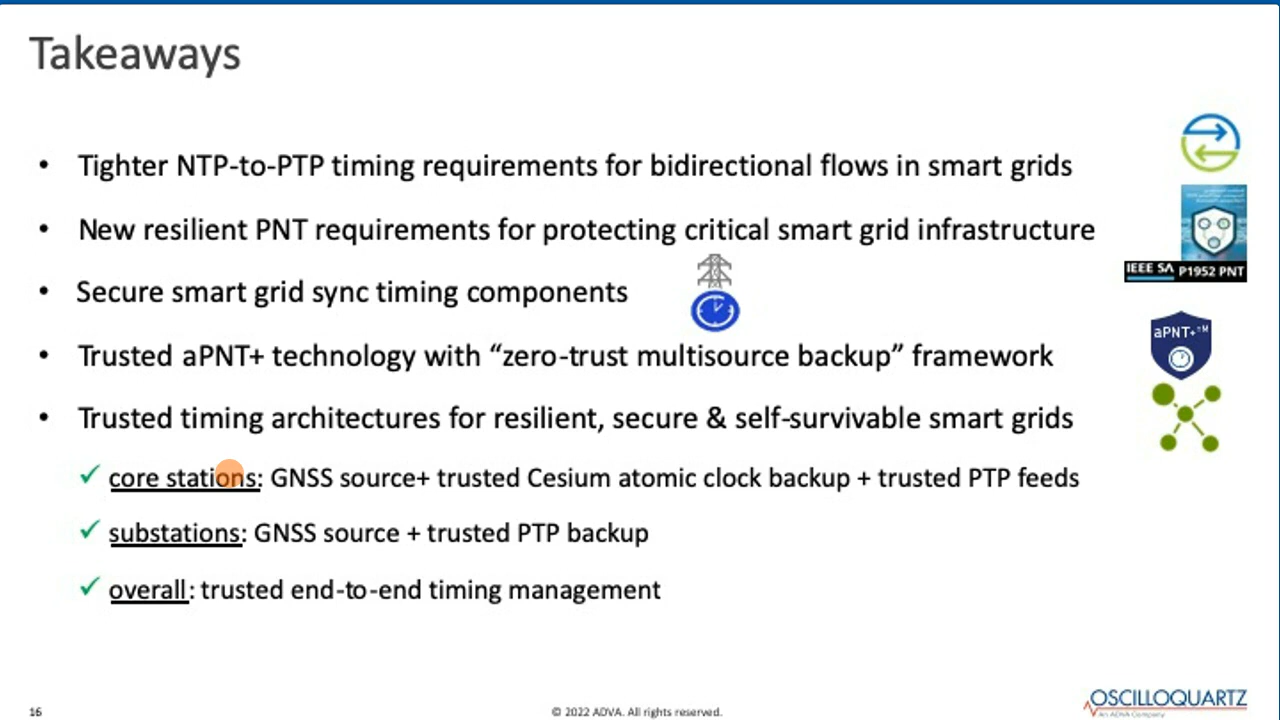 Takeaways
• Tighter NTP-to-PTP timing requirements for bidirectional flows in smart grids
• New resilient PNT requirements for protecting critical smart grid infrastructure
IEEE SA P1952 PNT
• Secure smart grid sync timing components
• Trusted aPNT+ technology with “zero-trust multisource backup” framework
aPNT+™
• Trusted timing architectures for resilient, secure & self-survivable smart grids
✓ core stations: GNSS source+ trusted Cesium atomic clock backup + trusted PTP feeds
✓ substations: GNSS source + trusted PTP backup
✓ overall: trusted end-to-end timing management
16
© 2022 ADVA. All rights reserved.
OSCILLOQUARTZ
An ADVA Company